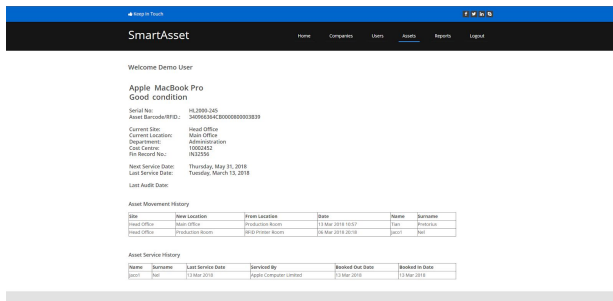 Keep In Touch
SmartAsset
Home Companies Users Assets Reports Logout
Welcome Demo User
Apple MacBook Pro
Good condition
Serial No: HL2000-245
Asset Barcode/RFID.: 340966364CB0000800003B39
Current Site: Head Office
Current Location: Main Office
Department: Administration
Cost Centre: 10002452
Fin Record No.: IN32556
Next Service Date: Thursday, May 31, 2018
Last Service Date: Tuesday, March 13, 2018
Last Audit Date:
Asset Movement History
Site New Location From Location Date Name Surname
Head Office Main Office Production Room 13 Mar 2018 10:57 Tian Pretorius
Head Office Production Room RFID Printer Room 06 Mar 2018 20:18 Jacci Nel
Asset Service History
Name Surname Last Service Date Serviced By Booked Out Date Booked In Date
Jacci Nel 13 Mar 2018 Apple Computer Limited 13 Mar 2018 13 Mar 2018